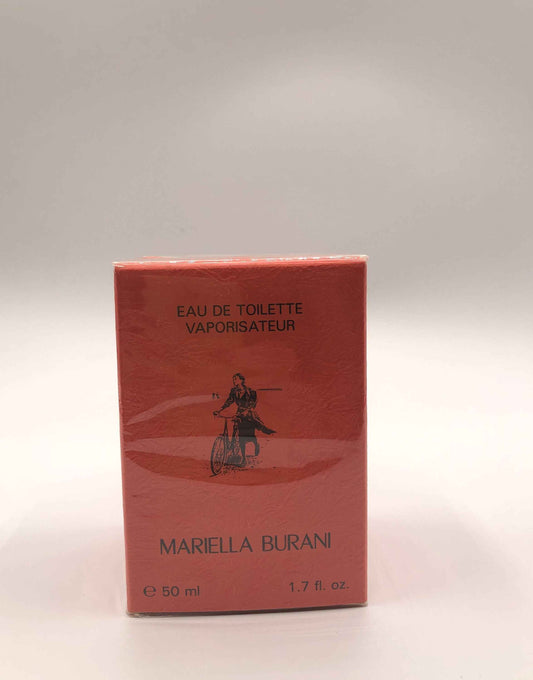 EAU DE TOILETTE
VAPORISATEUR
MARIELLA BURANI
℮ 50 ml 1.7 fl. oz.